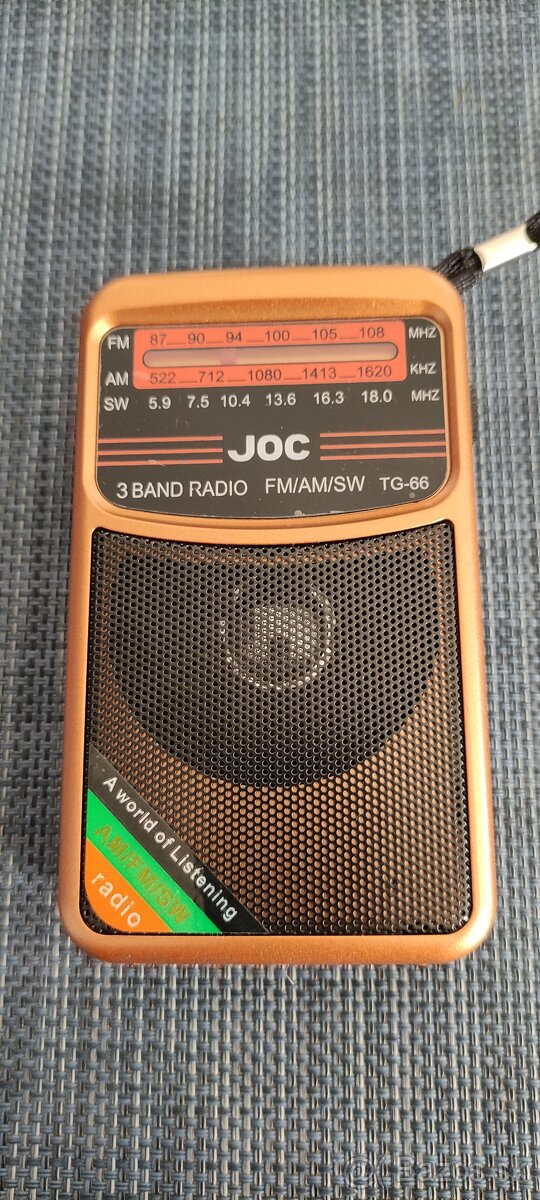 FM 87 90 94 100 105 108 MHZ
AM 522 712 1080 1413 1620 KHZ
SW 5.9 7.5 10.4 13.6 16.3 18.0 MHZ
JOC
3 BAND RADIO FM/AM/SW TG-66
A world of Listening
AM/FM/SW
radio
Bazos.sk